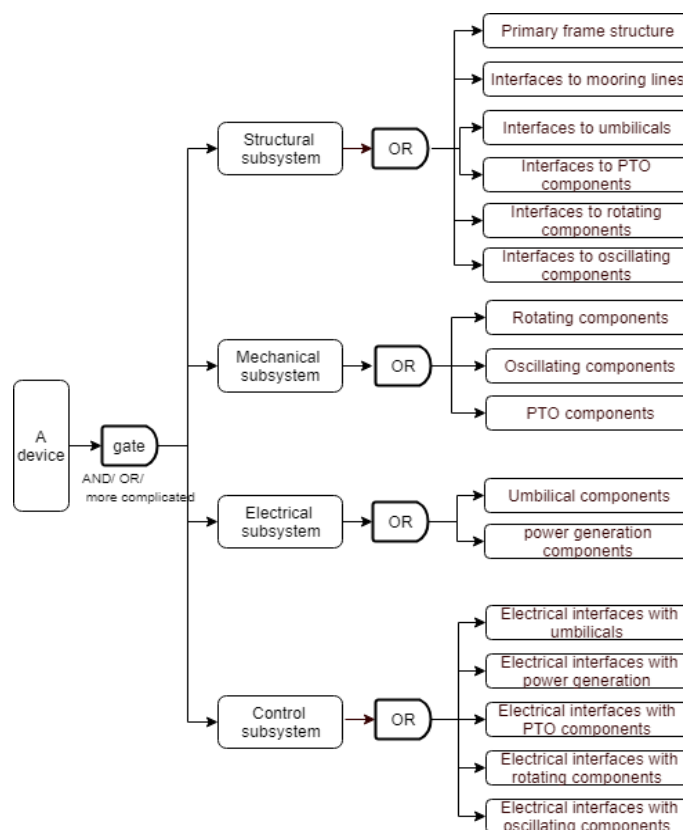 A
device
gate
AND/ OR/
more complicated
Structural
subsystem
OR
Primary frame structure
Interfaces to mooring lines
Interfaces to umbilicals
Interfaces to PTO
components
Interfaces to rotating
components
Interfaces to oscillating
components
Mechanical
subsystem
OR
Rotating components
Oscillating components
PTO components
Electrical
subsystem
OR
Umbilical components
power generation
components
Control
subsystem
OR
Electrical interfaces with
umbilicals
Electrical interfaces with
power generation
Electrical interfaces with
PTO components
Electrical interfaces with
rotating components
Electrical interfaces with
oscillating components